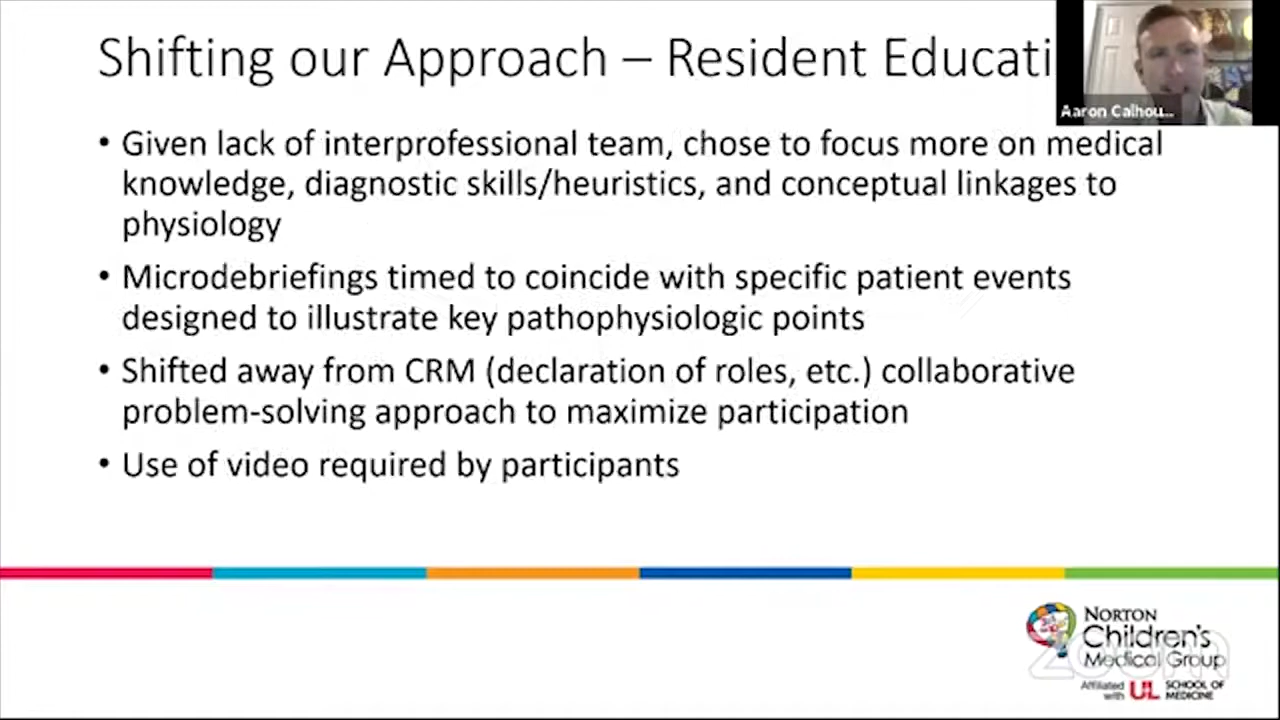 Shifting our Approach – Resident Educati
Aaron Calhou...
• Given lack of interprofessional team, chose to focus more on medical
knowledge, diagnostic skills/heuristics, and conceptual linkages to
physiology
• Microdebriefings timed to coincide with specific patient events
designed to illustrate key pathophysiologic points
• Shifted away from CRM (declaration of roles, etc.) collaborative
problem-solving approach to maximize participation
• Use of video required by participants
NORTON
Children's
Medical Group
zoom
Affiliated with UL SCHOOL OF MEDICINE